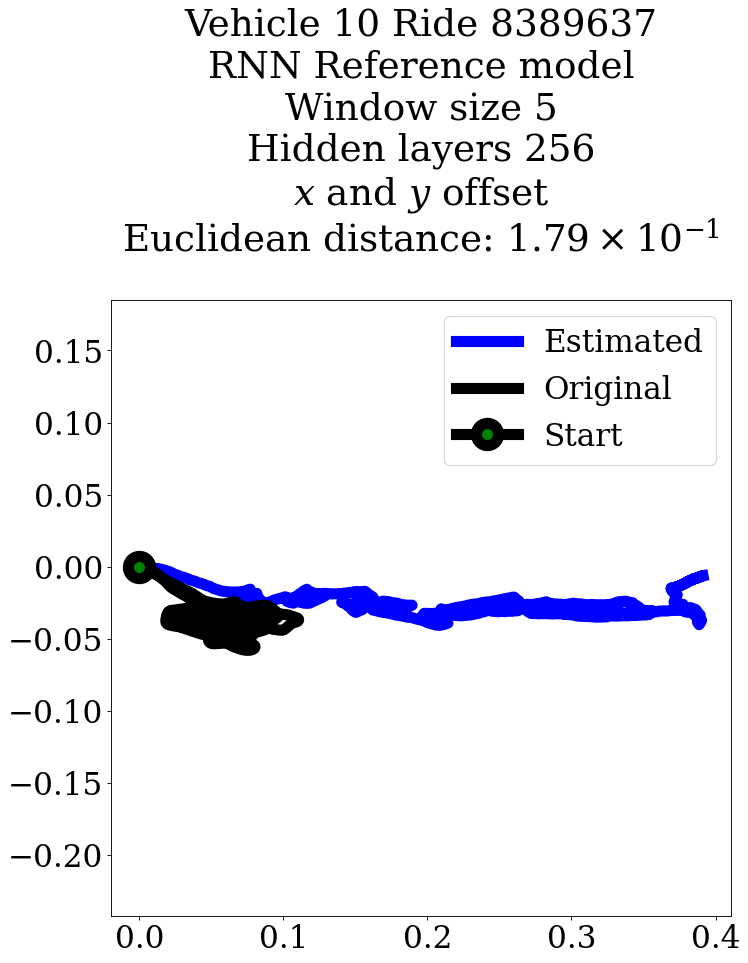 Vehicle 10 Ride 8389637
RNN Reference model
Window size 5
Hidden layers 256
x and y offset
Euclidean distance: 1.79 × 10⁻¹
Estimated
Original
Start
0.15
0.10
0.05
0.00
−0.05
−0.10
−0.15
−0.20
0.0 0.1 0.2 0.3 0.4